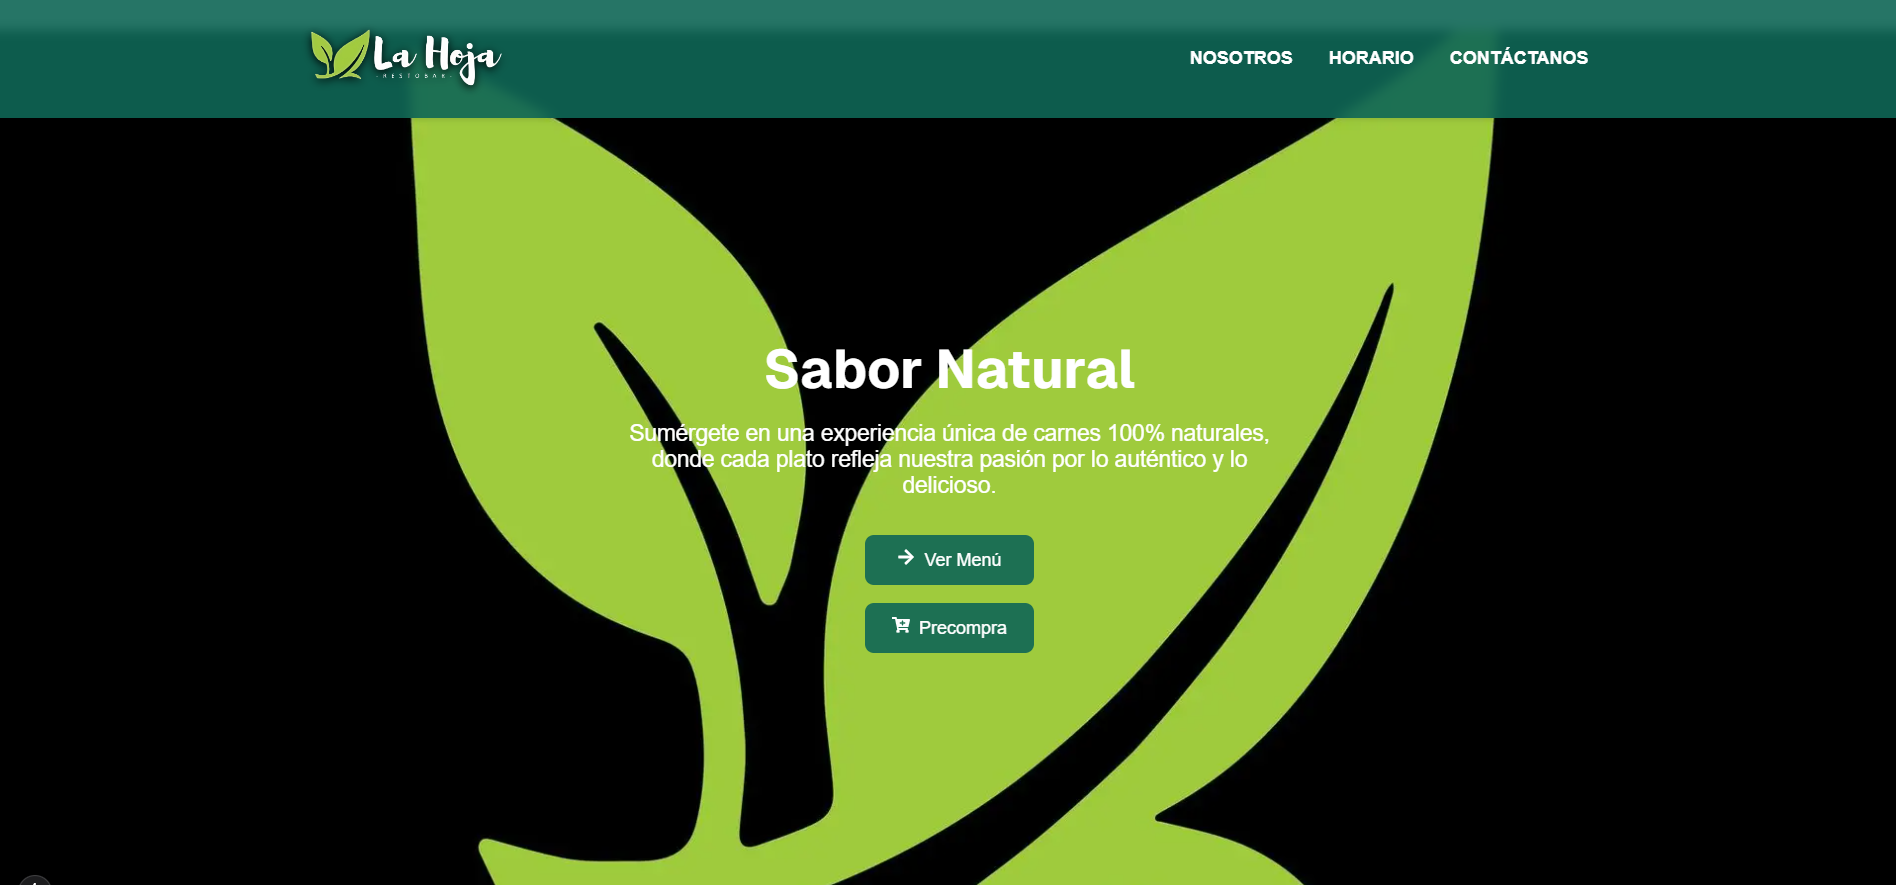 La Hoja
-RESTOBAR-
NOSOTROS HORARIO CONTÁCTANOS
Sabor Natural
Sumérgete en una experiencia única de carnes 100% naturales,
donde cada plato refleja nuestra pasión por lo auténtico y lo
delicioso.
Ver Menú
Precompra